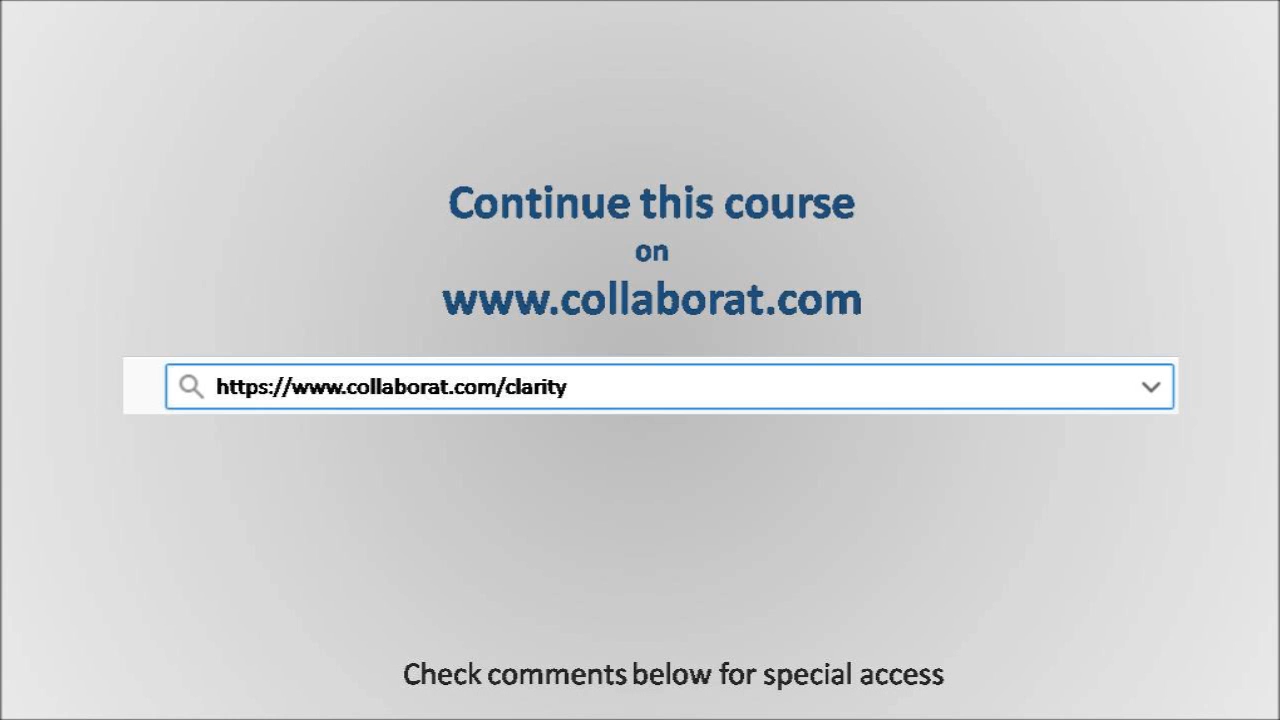 Continue this course
on
www.collaborat.com
https://www.collaborat.com/clarity
Check comments below for special access